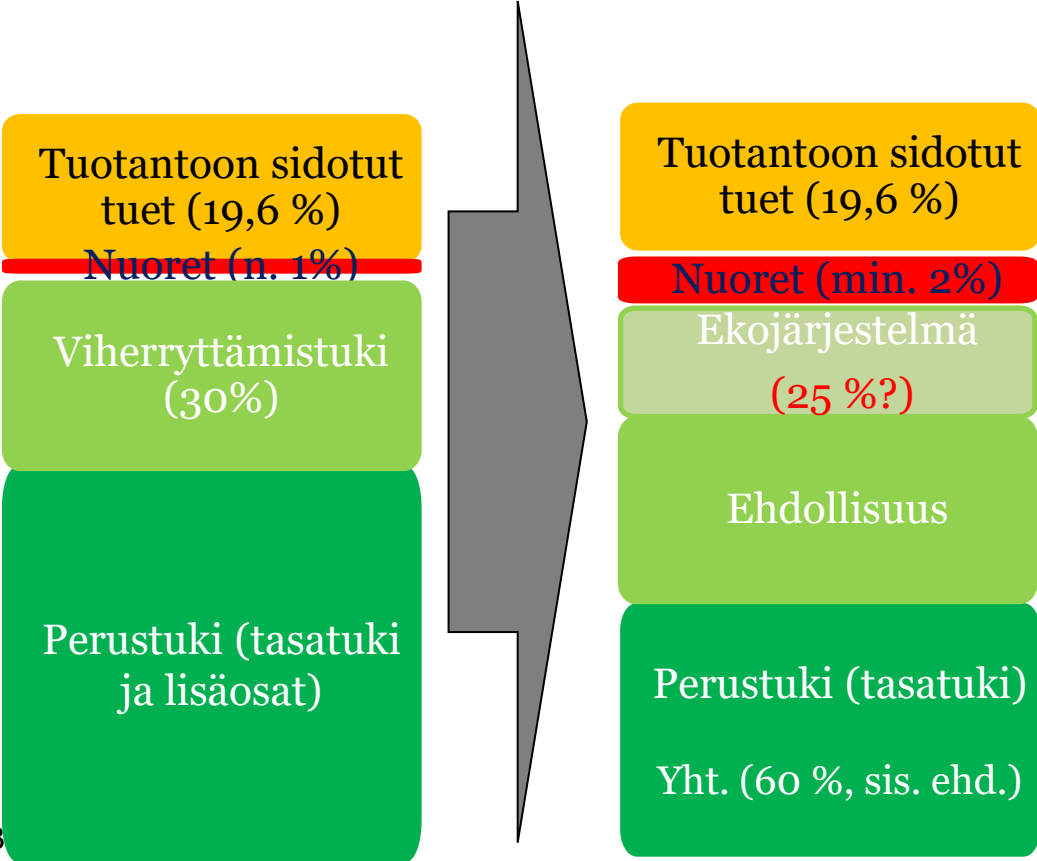 Tuotantoon sidotut
tuet (19,6 %)
Nuoret (n. 1%)
Viherryttämistuki
(30%)
Perustuki (tasatuki
ja lisäosat)
Tuotantoon sidotut
tuet (19,6 %)
Nuoret (min. 2%)
Ekojärjestelmä
(25 %?)
Ehdollisuus
Perustuki (tasatuki)
Yht. (60 %, sis. ehd.)